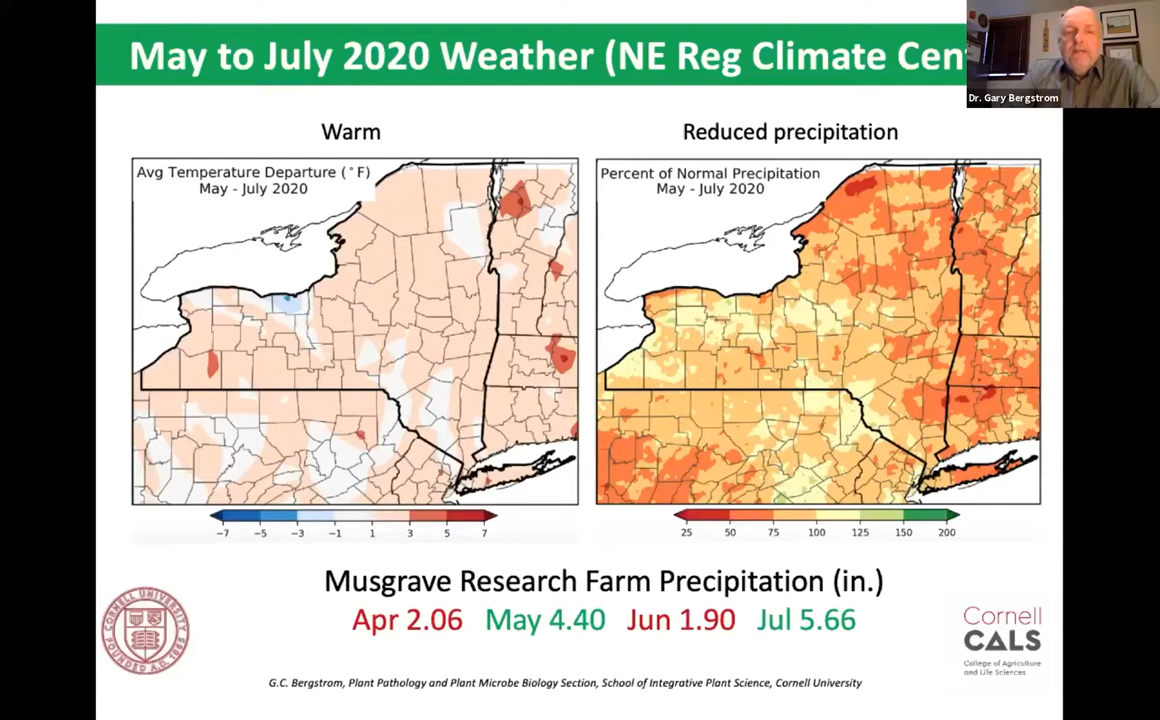 May to July 2020 Weather (NE Reg Climate Cen
Dr. Gary Bergstrom
Warm
Reduced precipitation
Avg Temperature Departure (°F)
May - July 2020
Percent of Normal Precipitation
May - July 2020
-7 -5 -3 -1 1 3 5 7
25 50 75 100 125 150 200
Musgrave Research Farm Precipitation (in.)
Apr 2.06 May 4.40 Jun 1.90 Jul 5.66
CORNELL UNIVERSITY
FOUNDED A.D. 1865
Cornell
CALS
College of Agriculture
and Life Sciences
G.C. Bergstrom, Plant Pathology and Plant Microbe Biology Section, School of Integrative Plant Science, Cornell University